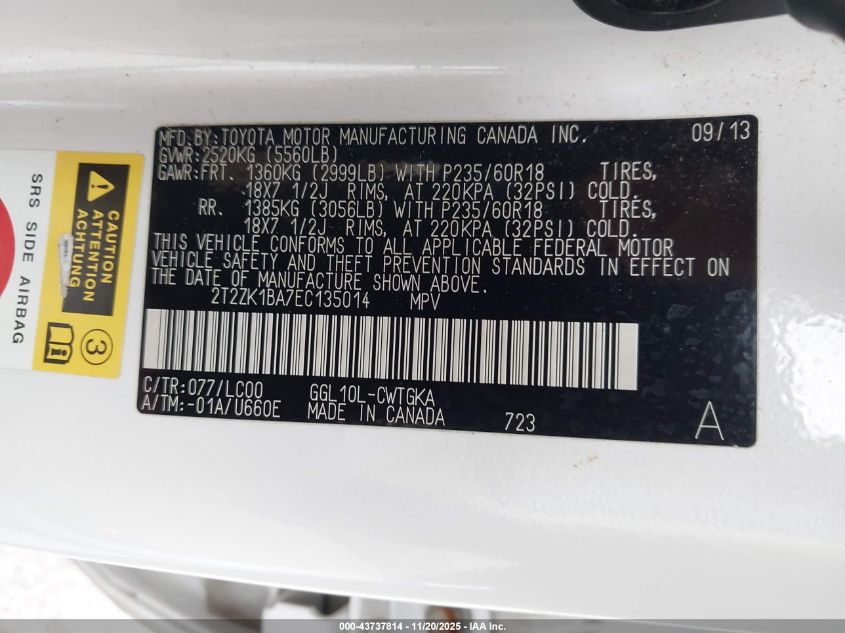 MFD.BY:TOYOTA MOTOR MANUFACTURING CANADA INC. 09/13
GVWR:2520KG (5560LB)
GAWR:FRT. 1360KG (2999LB) WITH P235/60R18 TIRES,
18X7 1/2J RIMS, AT 220KPA (32PSI) COLD.
RR. 1385KG (3056LB) WITH P235/60R18 TIRES,
18X7 1/2J RIMS, AT 220KPA (32PSI) COLD.
THIS VEHICLE CONFORMS TO ALL APPLICABLE FEDERAL MOTOR
VEHICLE SAFETY AND THEFT PREVENTION STANDARDS IN EFFECT ON
THE DATE OF MANUFACTURE SHOWN ABOVE.
2T2ZK1BA7EC135014 MPV
C/TR:077/LC00 GGL10L-CWTGKA
A/TM:-01A/U660E MADE IN CANADA 723 A
SRS SIDE AIRBAG
CAUTION
ATTENTION
ACHTUNG
3
000-43737814 - 11/20/2025 - IAA Inc.